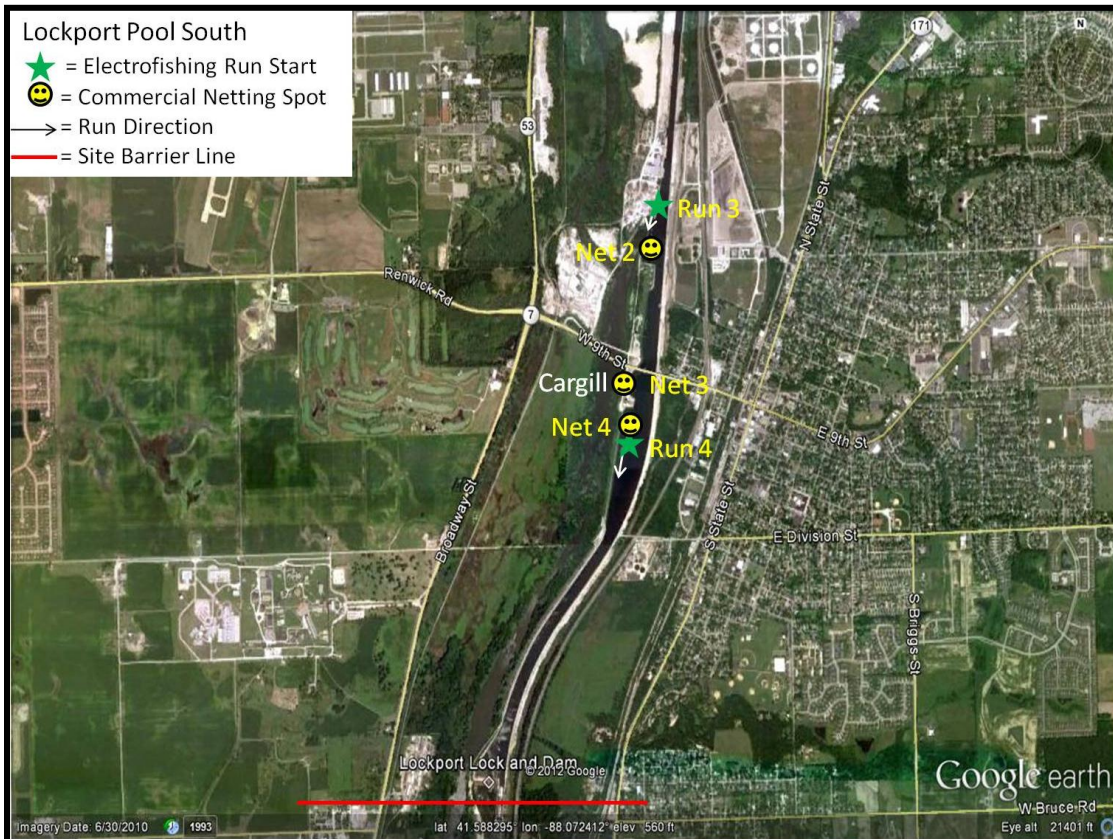 Lockport Pool South
= Electrofishing Run Start
= Commercial Netting Spot
= Run Direction
= Site Barrier Line
171
N
53
N State St
Run 3
Net 2
Renwick Rd
7
W 9th St
Cargill
Net 3
Net 4
E 9th St
Run 4
Broadway St
S State St
E Division St
S Briggs St
Lockport Lock and Dam
© 2012 Google
Google earth
W Bruce Rd
Imagery Date: 6/30/2010
1993
lat 41.588295° lon -88.072412° elev 560 ft
Eye alt 21401 ft